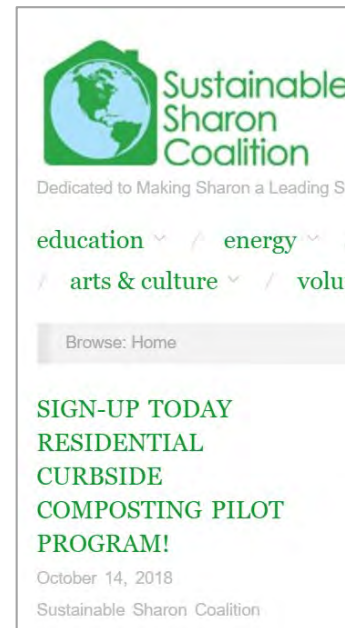 Sustainable
Sharon
Coalition
Dedicated to Making Sharon a Leading S
education / energy
/ arts & culture / volu
Browse: Home
SIGN-UP TODAY
RESIDENTIAL
CURBSIDE
COMPOSTING PILOT
PROGRAM!
October 14, 2018
Sustainable Sharon Coalition